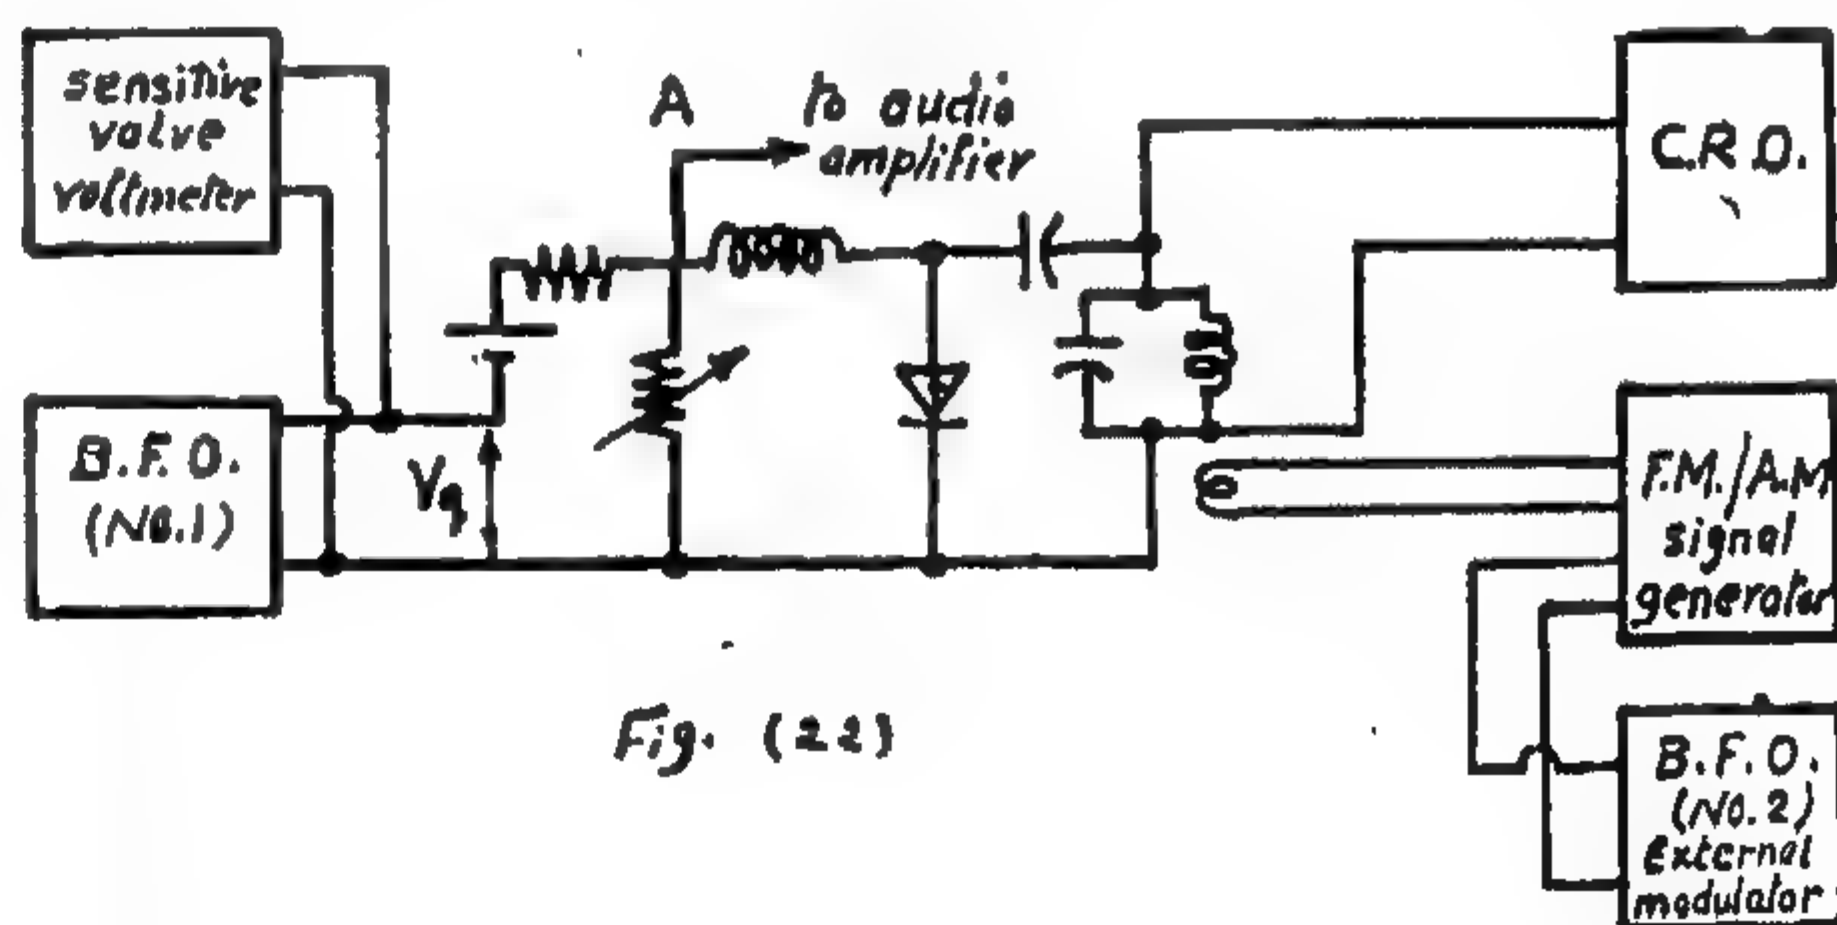 sensitive
valve
voltmeter
A
to audio
amplifier
C.R.O.
B.F.O.
(NO.1)
Vg
F.M./A.M
signal
generator
Fig. (22)
B.F.O.
(NO.2)
external
modulator